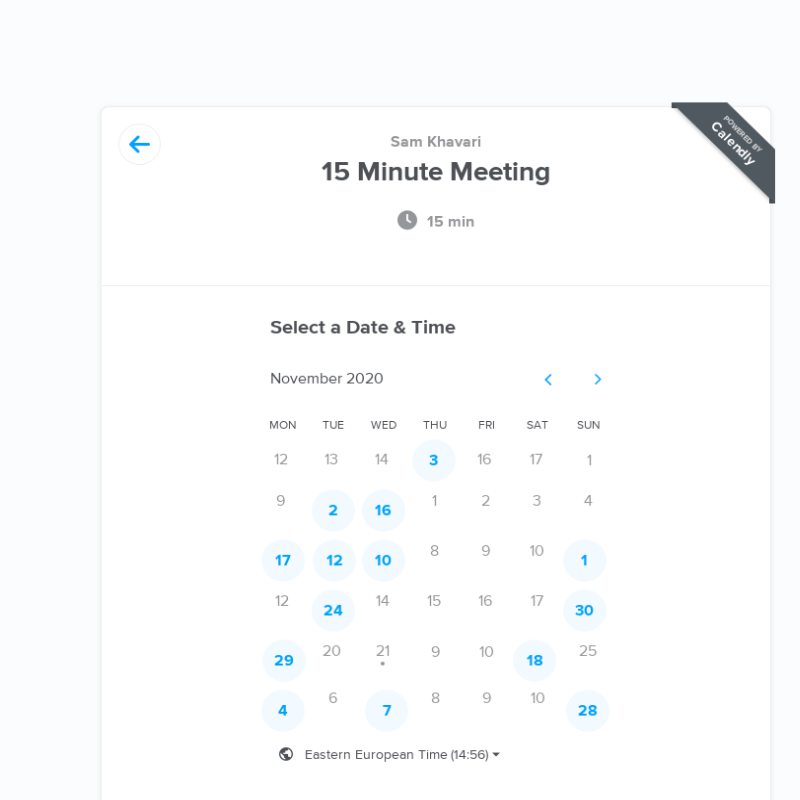 POWERED BY
Calendly
Sam Khavari
15 Minute Meeting
15 min
Select a Date & Time
November 2020
MON TUE WED THU FRI SAT SUN
12 13 14 3 16 17 1
9 2 16 1 2 3 4
17 12 10 8 9 10 1
12 24 14 15 16 17 30
29 20 21 9 10 18 25
4 6 7 8 9 10 28
Eastern European Time (14:56)